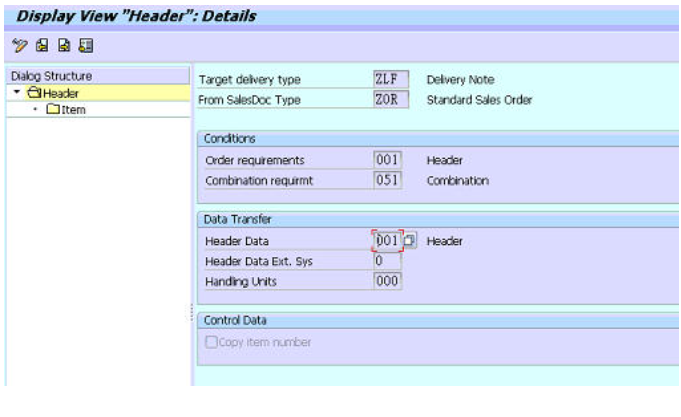 Display View "Header": Details
Dialog Structure
Header
Item
Target delivery type ZLF Delivery Note
From SalesDoc Type ZOR Standard Sales Order
Conditions
Order requirements 001 Header
Combination requirmt 051 Combination
Data Transfer
Header Data 001 Header
Header Data Ext. Sys 0
Handling Units 000
Control Data
Copy item number